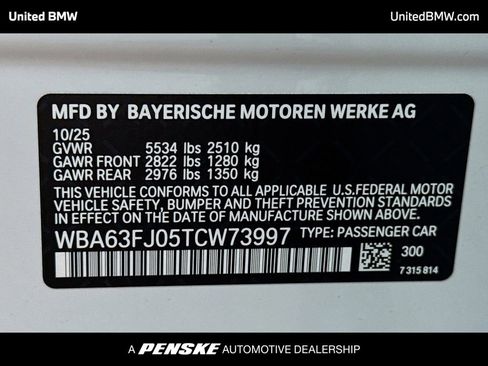 United BMW
UnitedBMW.com
MFD BY BAYERISCHE MOTOREN WERKE AG
10/25
GVWR 5534 lbs 2510 kg
GAWR FRONT 2822 lbs 1280 kg
GAWR REAR 2976 lbs 1350 kg
THIS VEHICLE CONFORMS TO ALL APPLICABLE U.S.FEDERAL MOTOR
VEHICLE SAFETY, BUMPER AND THEFT PREVENTION STANDARDS
IN EFFECT ON THE DATE OF MANUFACTURE SHOWN ABOVE.
WBA63FJ05TCW73997 TYPE: PASSENGER CAR
300
7 315 814
A PENSKE AUTOMOTIVE DEALERSHIP